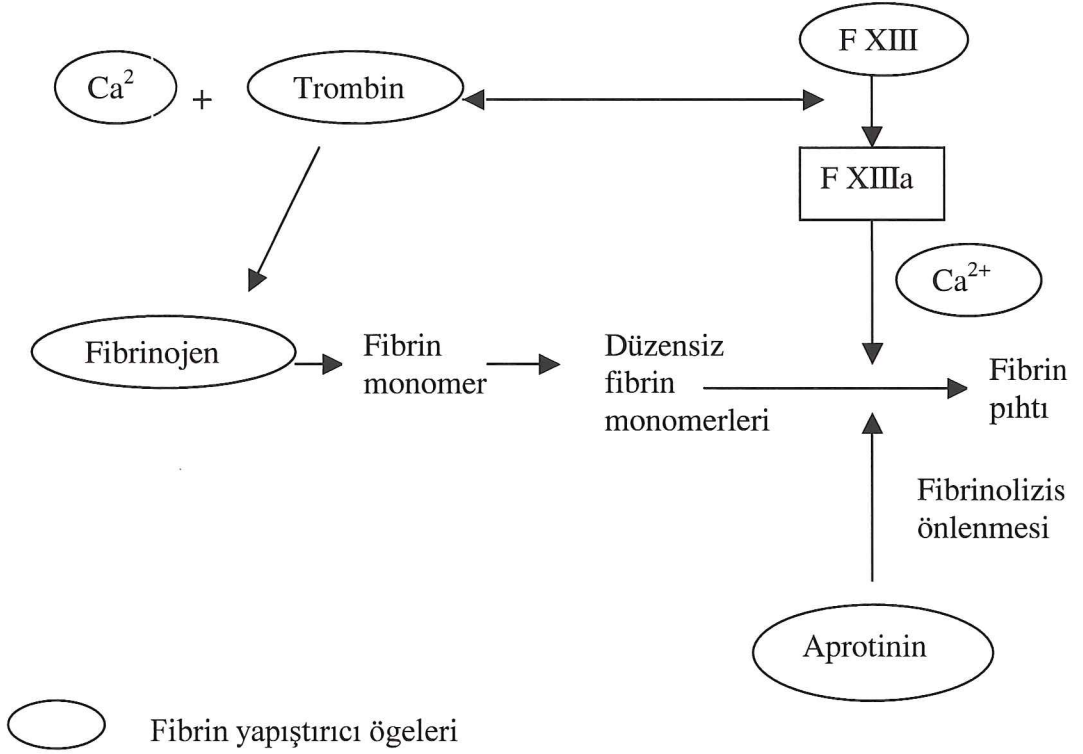 F XIII
Ca²
+
Trombin
F XIIIa
Ca²⁺
Fibrinojen
Fibrin
monomer
Düzensiz
fibrin
monomerleri
Fibrin
pıhtı
Fibrinolizis
önlenmesi
Aprotinin
Fibrin yapıştırıcı ögeleri